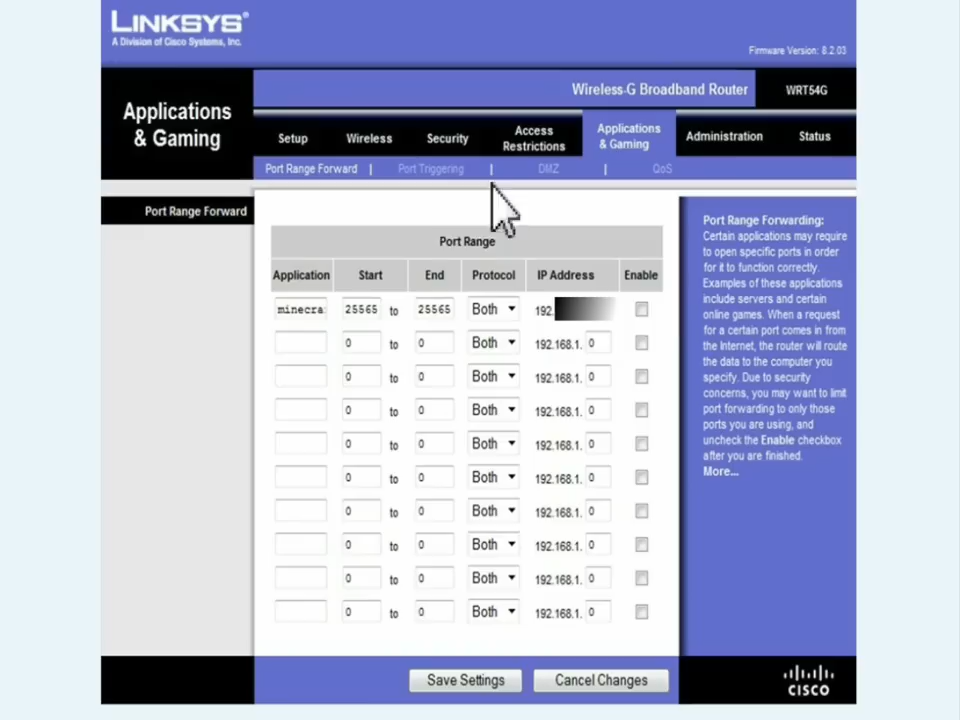 LINKSYS®
A Division of Cisco Systems, Inc.
Firmware Version: 8.2.03
Wireless-G Broadband Router WRT54G
Applications & Gaming
Setup Wireless Security Access Restrictions Applications & Gaming Administration Status
Port Range Forward | Port Triggering | DMZ | QoS
Port Range Forward
Port Range
Application Start End Protocol IP Address Enable
minecra 25565 to 25565 Both 192.
0 to 0 Both 192.168.1. 0
0 to 0 Both 192.168.1. 0
0 to 0 Both 192.168.1. 0
0 to 0 Both 192.168.1. 0
0 to 0 Both 192.168.1. 0
0 to 0 Both 192.168.1. 0
0 to 0 Both 192.168.1. 0
0 to 0 Both 192.168.1. 0
0 to 0 Both 192.168.1. 0
Save Settings Cancel Changes
Port Range Forwarding:
Certain applications may require
to open specific ports in order
for it to function correctly.
Examples of these applications
include servers and certain
online games. When a request
for a certain port comes in from
the Internet, the router will route
the data to the computer you
specify. Due to security
concerns, you may want to limit
port forwarding to only those
ports you are using, and
uncheck the Enable checkbox
after you are finished.
More...
CISCO